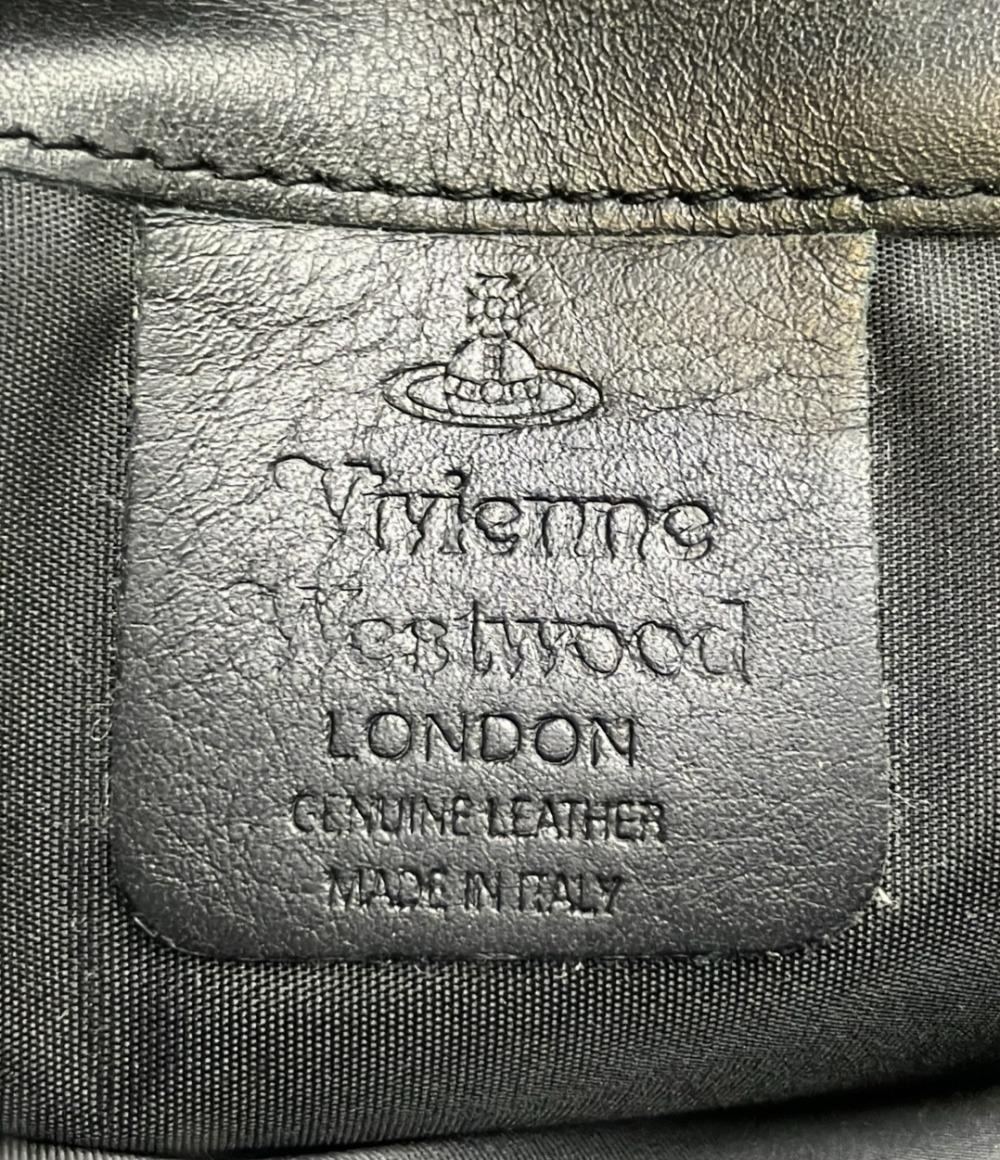 Vivienne
Westwood
LONDON
GENUINE LEATHER
MADE IN ITALY